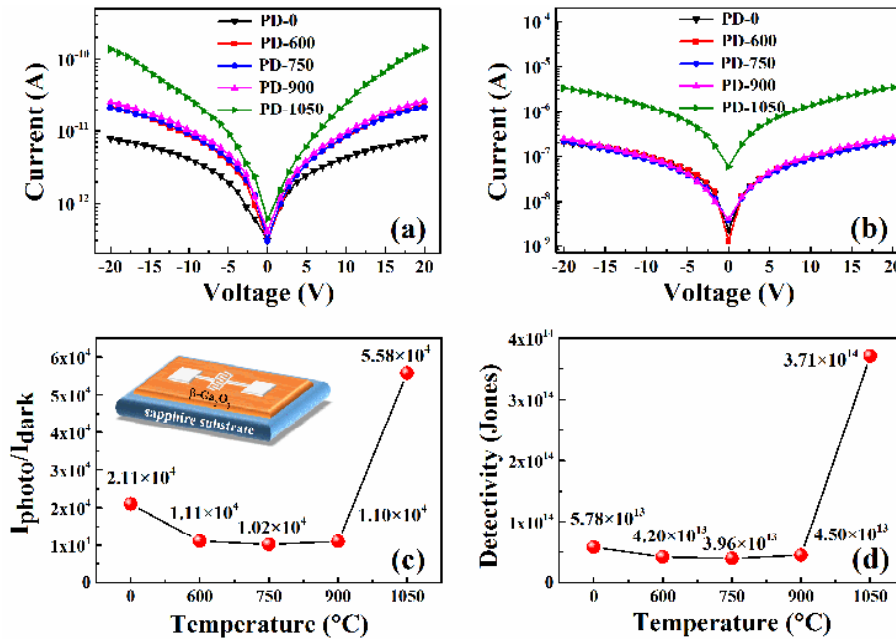 PD-0
PD-600
PD-750
PD-900
PD-1050
10⁻¹⁰
10⁻¹¹
10⁻¹²
Current (A)
-20 -15 -10 -5 0 5 10 15 20
Voltage (V)
(a)
PD-0
PD-600
PD-750
PD-900
PD-1050
10⁻⁴
10⁻⁵
10⁻⁶
10⁻⁷
10⁻⁸
10⁻⁹
Current (A)
-20 -15 -10 -5 0 5 10 15 20
Voltage (V)
(b)
6x10⁴
5x10⁴
4x10⁴
3x10⁴
2x10⁴
1x10⁴
0
Iphoto/Idark
5.58×10⁴
2.11×10⁴
1.11×10⁴
1.02×10⁴
1.10×10⁴
β-Ga₂O₃
sapphire substrate
0 600 750 900 1050
Temperature (°C)
(c)
4x10¹⁴
3x10¹⁴
2x10¹⁴
1x10¹⁴
0
Detectivity (Jones)
3.71×10¹⁴
5.78×10¹³
4.20×10¹³
3.96×10¹³
4.50×10¹³
0 600 750 900 1050
Temperature (°C)
(d)